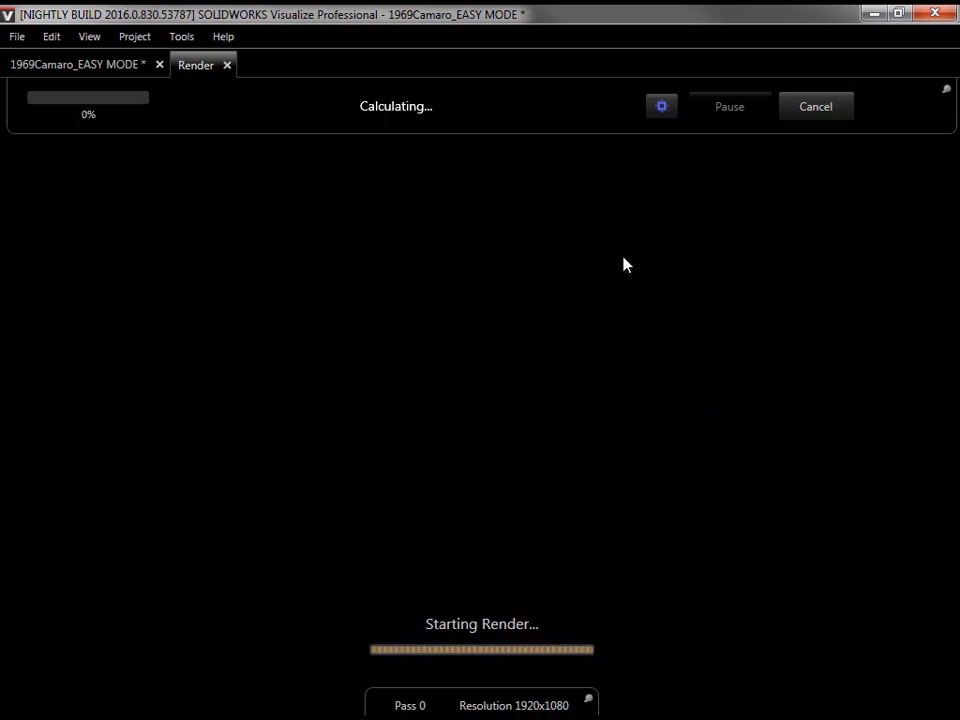 [NIGHTLY BUILD 2016.0.830.53787] SOLIDWORKS Visualize Professional - 1969Camaro_EASY MODE *
File Edit View Project Tools Help
1969Camaro_EASY MODE * Render
0% Calculating... Pause Cancel
Starting Render...
Pass 0 Resolution 1920x1080